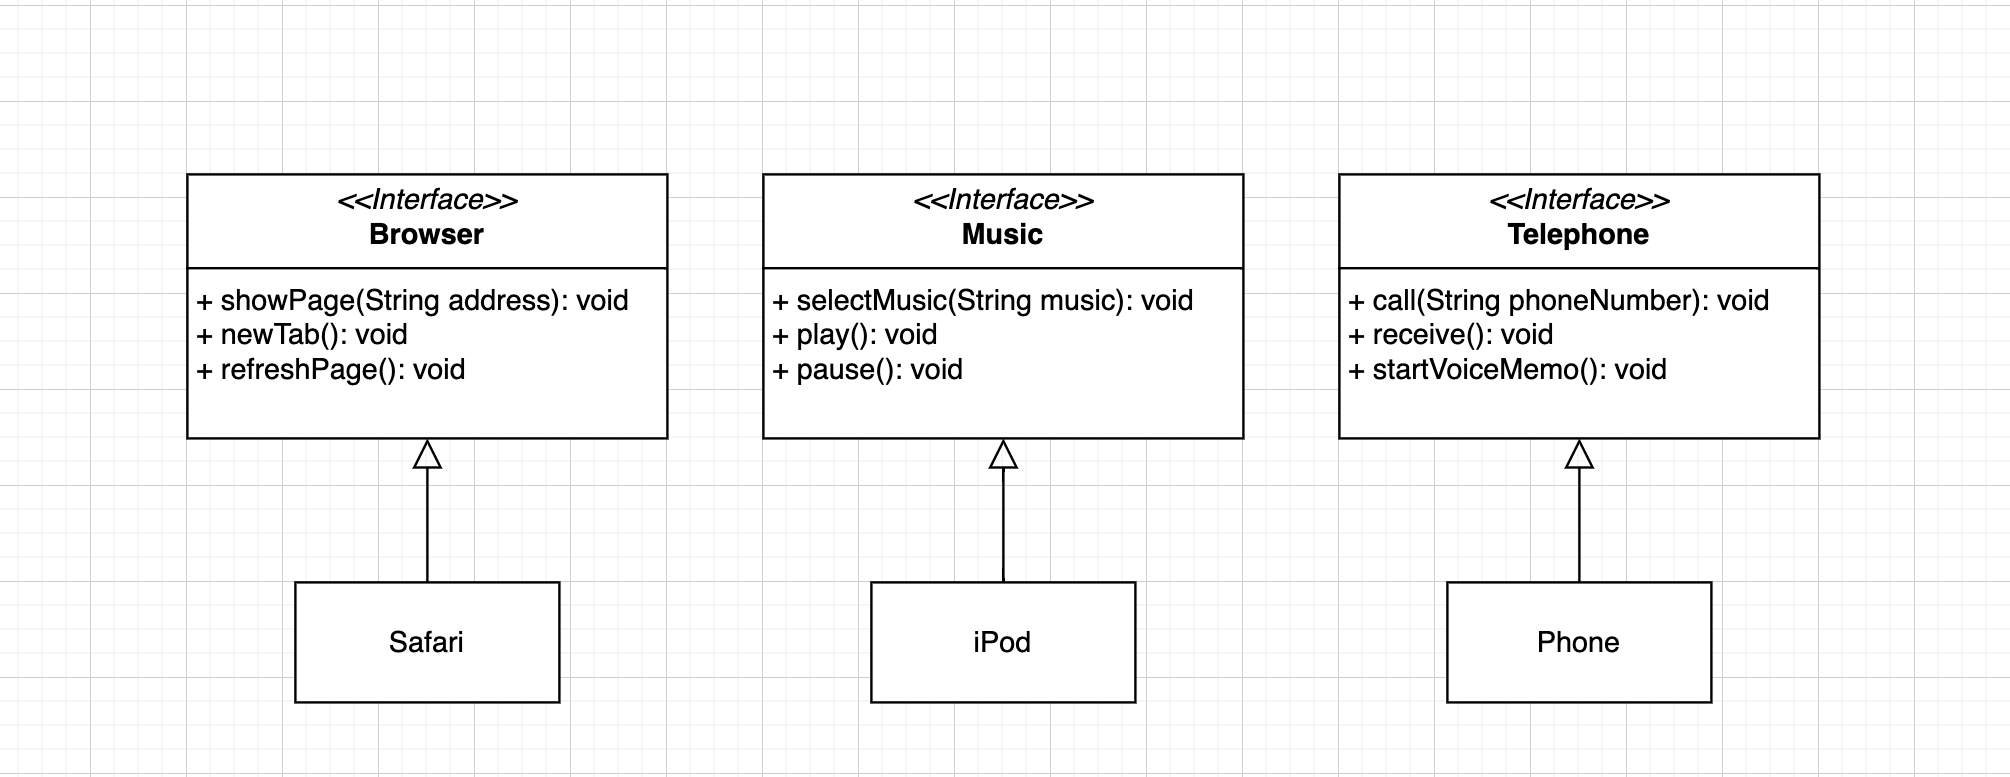 <<Interface>>
Browser
+ showPage(String address): void
+ newTab(): void
+ refreshPage(): void
<<Interface>>
Music
+ selectMusic(String music): void
+ play(): void
+ pause(): void
<<Interface>>
Telephone
+ call(String phoneNumber): void
+ receive(): void
+ startVoiceMemo(): void
Safari
iPod
Phone